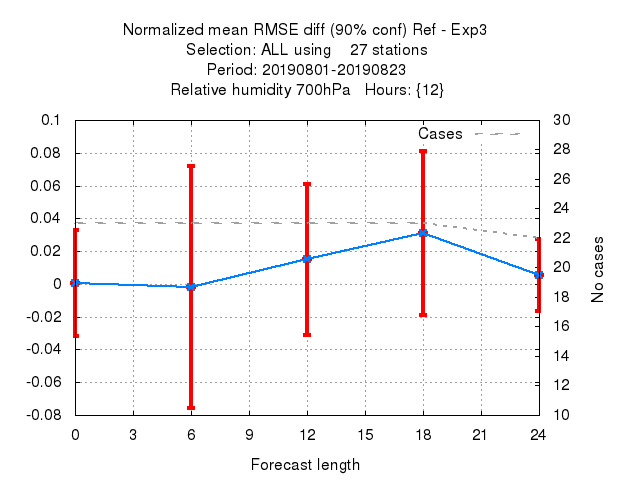 Normalized mean RMSE diff (90% conf) Ref - Exp3
Selection: ALL using    27 stations
Period: 20190801-20190823
Relative humidity 700hPa   Hours: {12}
Cases
0.1
0.08
0.06
0.04
0.02
0
-0.02
-0.04
-0.06
-0.08
30
28
26
24
22
20
18
16
14
12
10
No cases
0 3 6 9 12 15 18 21 24
Forecast length